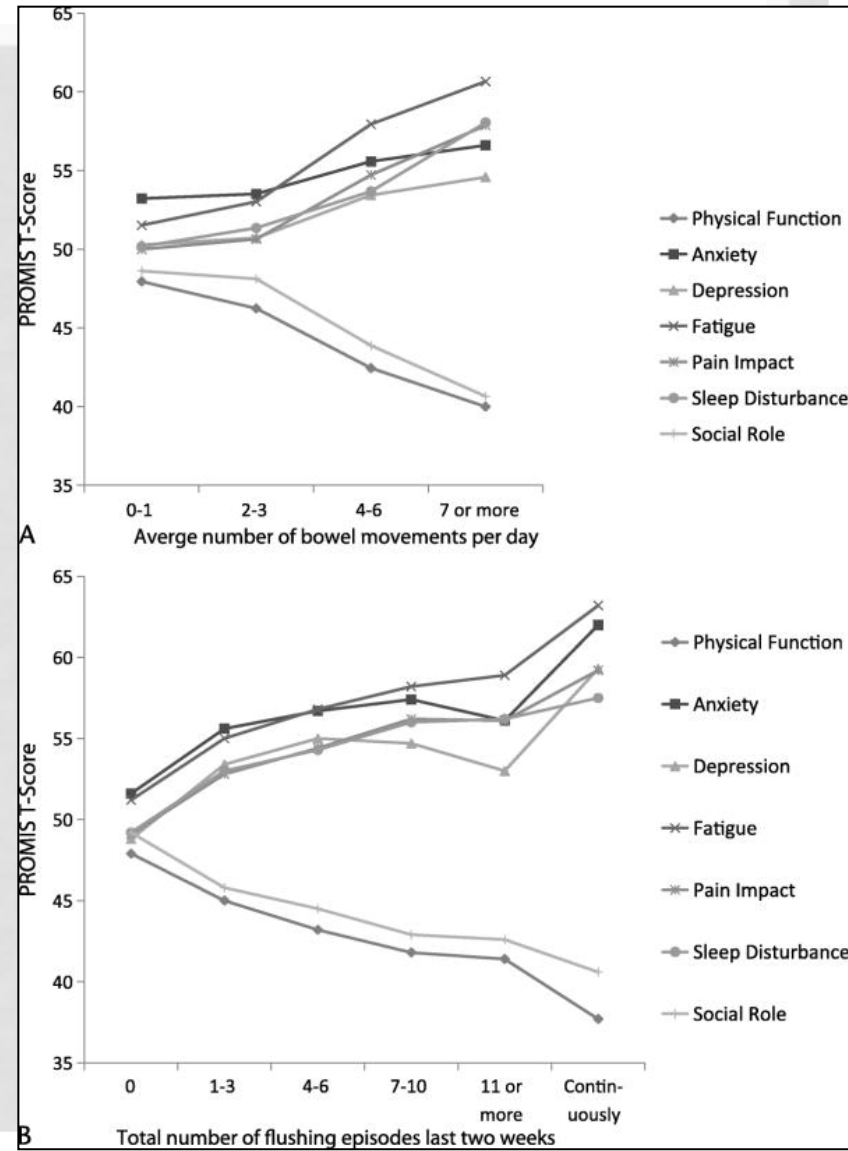 65
60
55
50
45
40
35
PROMIS T-Score
0-1 2-3 4-6 7 or more
A
Averge number of bowel movements per day
Physical Function
Anxiety
Depression
Fatigue
Pain Impact
Sleep Disturbance
Social Role
65
60
55
50
45
40
35
PROMIS T-Score
0 1-3 4-6 7-10 11 or Contin-
more uously
B
Total number of flushing episodes last two weeks
Physical Function
Anxiety
Depression
Fatigue
Pain Impact
Sleep Disturbance
Social Role